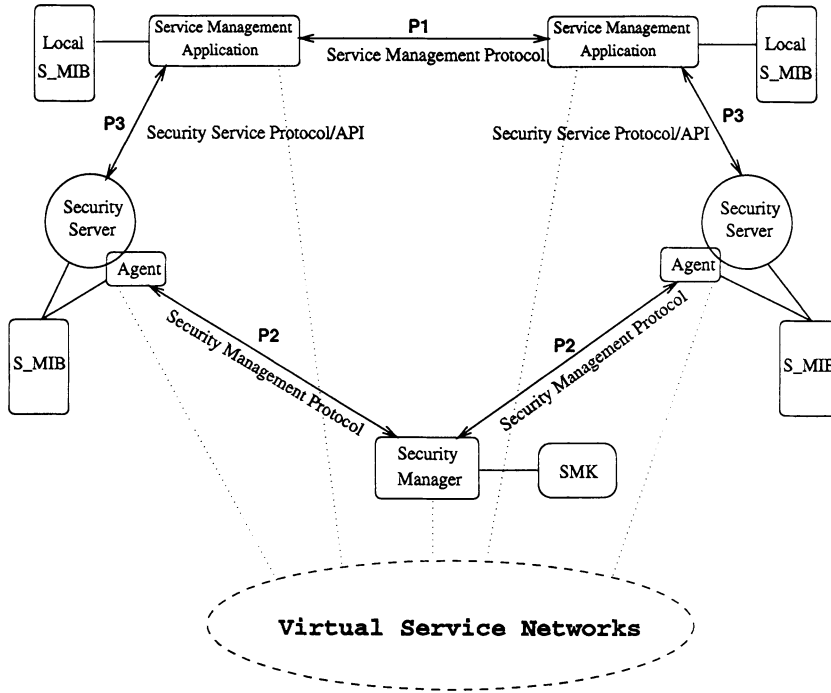 Local
S_MIB
Service Management
Application
P1
Service Management Protocol
Service Management
Application
Local
S_MIB
P3
Security Service Protocol/API
Security Service Protocol/API
P3
Security
Server
Security
Server
Agent
Agent
S_MIB
P2
Security Management Protocol
P2
Security Management Protocol
S_MIB
Security
Manager
SMK
Virtual Service Networks